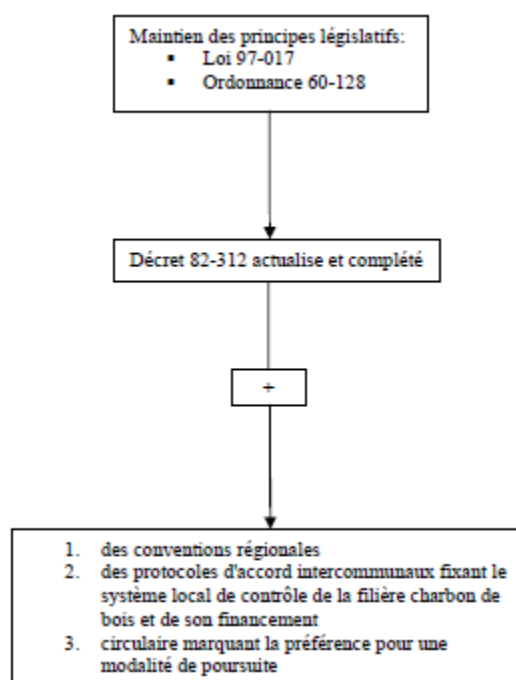 Maintien des principes législatifs:
▪ Loi 97-017
▪ Ordonnance 60-128
Décret 82-312 actualise et complété
+
1. des conventions régionales
2. des protocoles d'accord intercommunaux fixant le
système local de contrôle de la filière charbon de
bois et de son financement
3. circulaire marquant la préférence pour une
modalité de poursuite